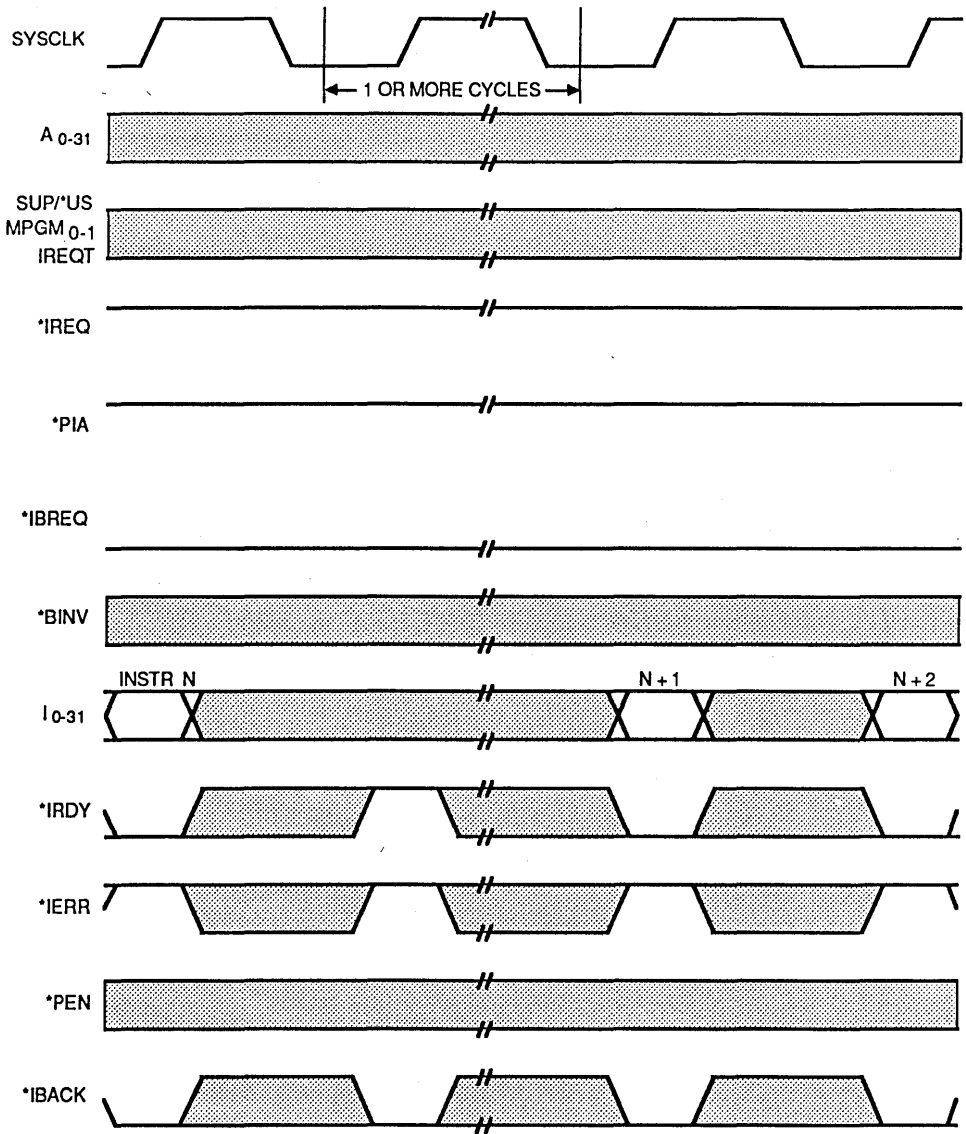 SYSCLK
1 OR MORE CYCLES
A 0-31
SUP/*US
MPGM 0-1
IREQT
*IREQ
*PIA
*IBREQ
*BINV
INSTR N
N + 1
N + 2
I 0-31
*IRDY
*IERR
*PEN
*IBACK